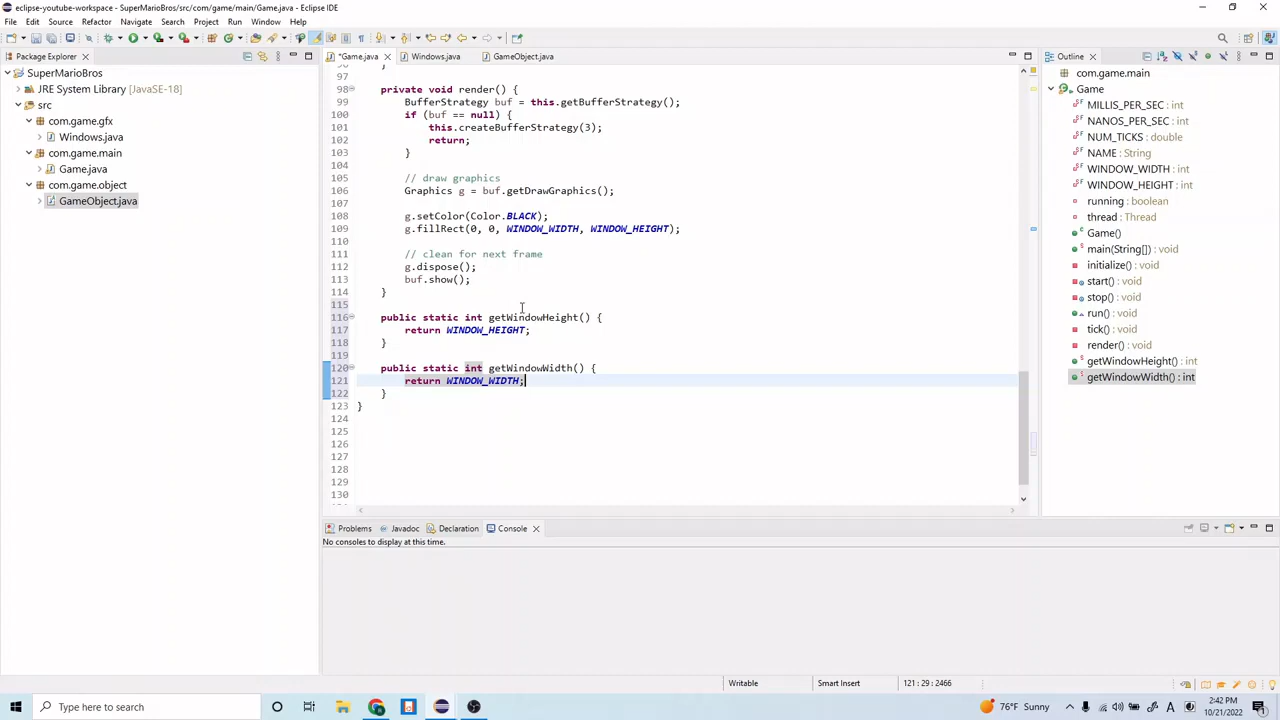 eclipse-youtube-workspace - SuperMarioBros/src/com/game/main/Game.java - Eclipse IDE
File Edit Source Refactor Navigate Search Project Run Window Help
Package Explorer
*Game.java
Windows.java
GameObject.java
Outline
SuperMarioBros
JRE System Library [JavaSE-18]
src
com.game.gfx
Windows.java
com.game.main
Game.java
com.game.object
GameObject.java
96 }
97
98 private void render() {
99 BufferStrategy buf = this.getBufferStrategy();
100 if (buf == null) {
101 this.createBufferStrategy(3);
102 return;
103 }
104
105 // draw graphics
106 Graphics g = buf.getDrawGraphics();
107
108 g.setColor(Color.BLACK);
109 g.fillRect(0, 0, WINDOW_WIDTH, WINDOW_HEIGHT);
110
111 // clean for next frame
112 g.dispose();
113 buf.show();
114 }
115
116 public static int getWindowHeight() {
117 return WINDOW_HEIGHT;
118 }
119
120 public static int getWindowWidth() {
121 return WINDOW_WIDTH;
122 }
123 }
124
125
126
127
128
129
130
com.game.main
Game
MILLIS_PER_SEC : int
NANOS_PER_SEC : int
NUM_TICKS : double
NAME : String
WINDOW_WIDTH : int
WINDOW_HEIGHT : int
running : boolean
thread : Thread
Game()
main(String[]) : void
initialize() : void
start() : void
stop() : void
run() : void
tick() : void
render() : void
getWindowHeight() : int
getWindowWidth() : int
Problems Javadoc Declaration Console
No consoles to display at this time.
Writable Smart Insert 121 : 29 : 2466
Type here to search
76°F Sunny
2:42 PM
10/21/2022